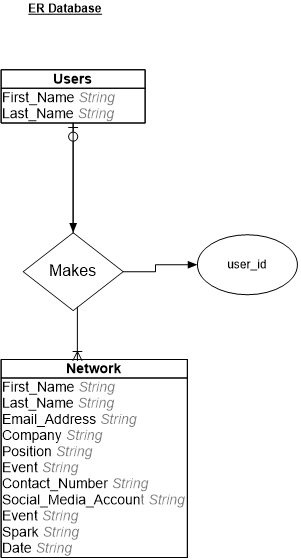 ER Database
Users
First_Name String
Last_Name String
Makes
user_id
Network
First_Name String
Last_Name String
Email_Address String
Company String
Position String
Event String
Contact_Number String
Social_Media_Account String
Event String
Spark String
Date String